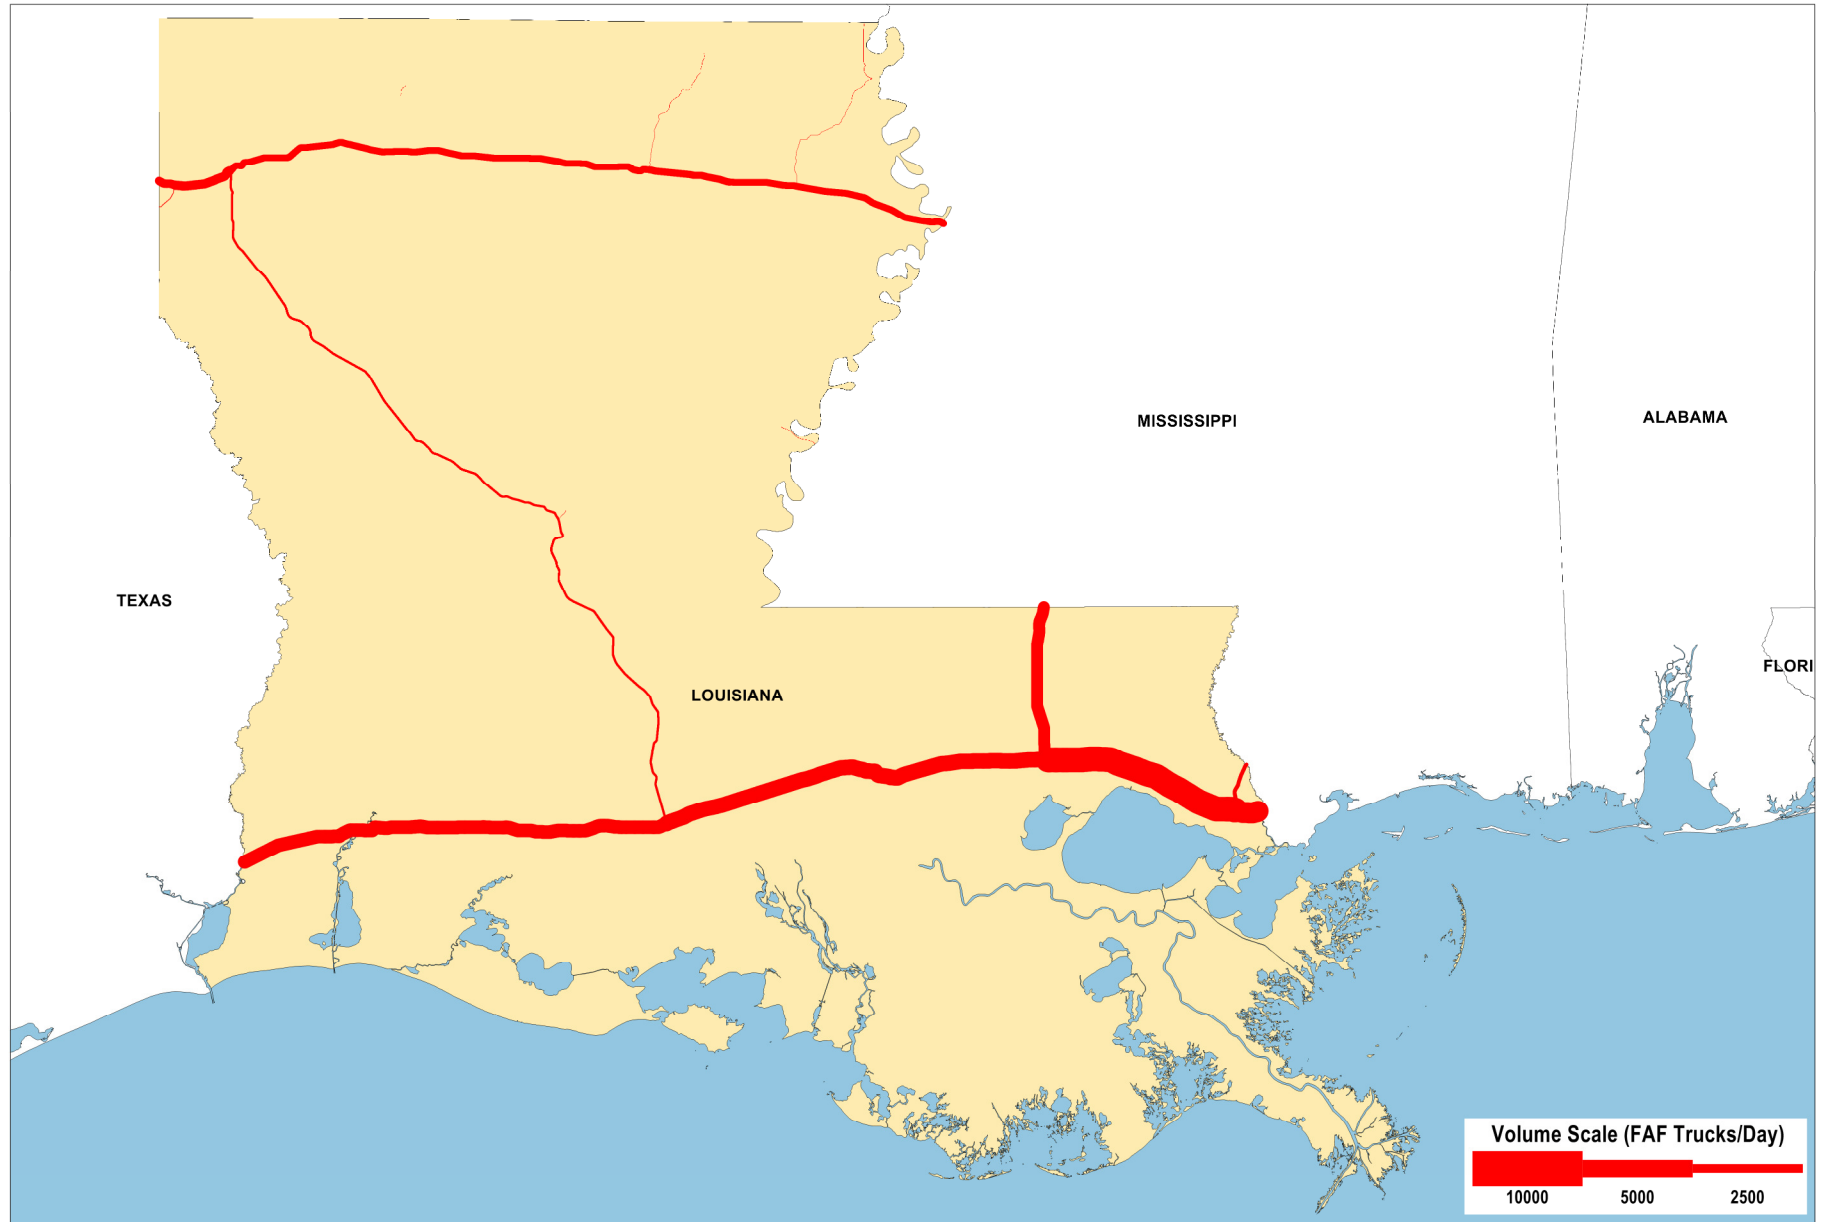 MISSISSIPPI
ALABAMA
TEXAS
FLORI
LOUISIANA
Volume Scale (FAF Trucks/Day)
10000 5000 2500